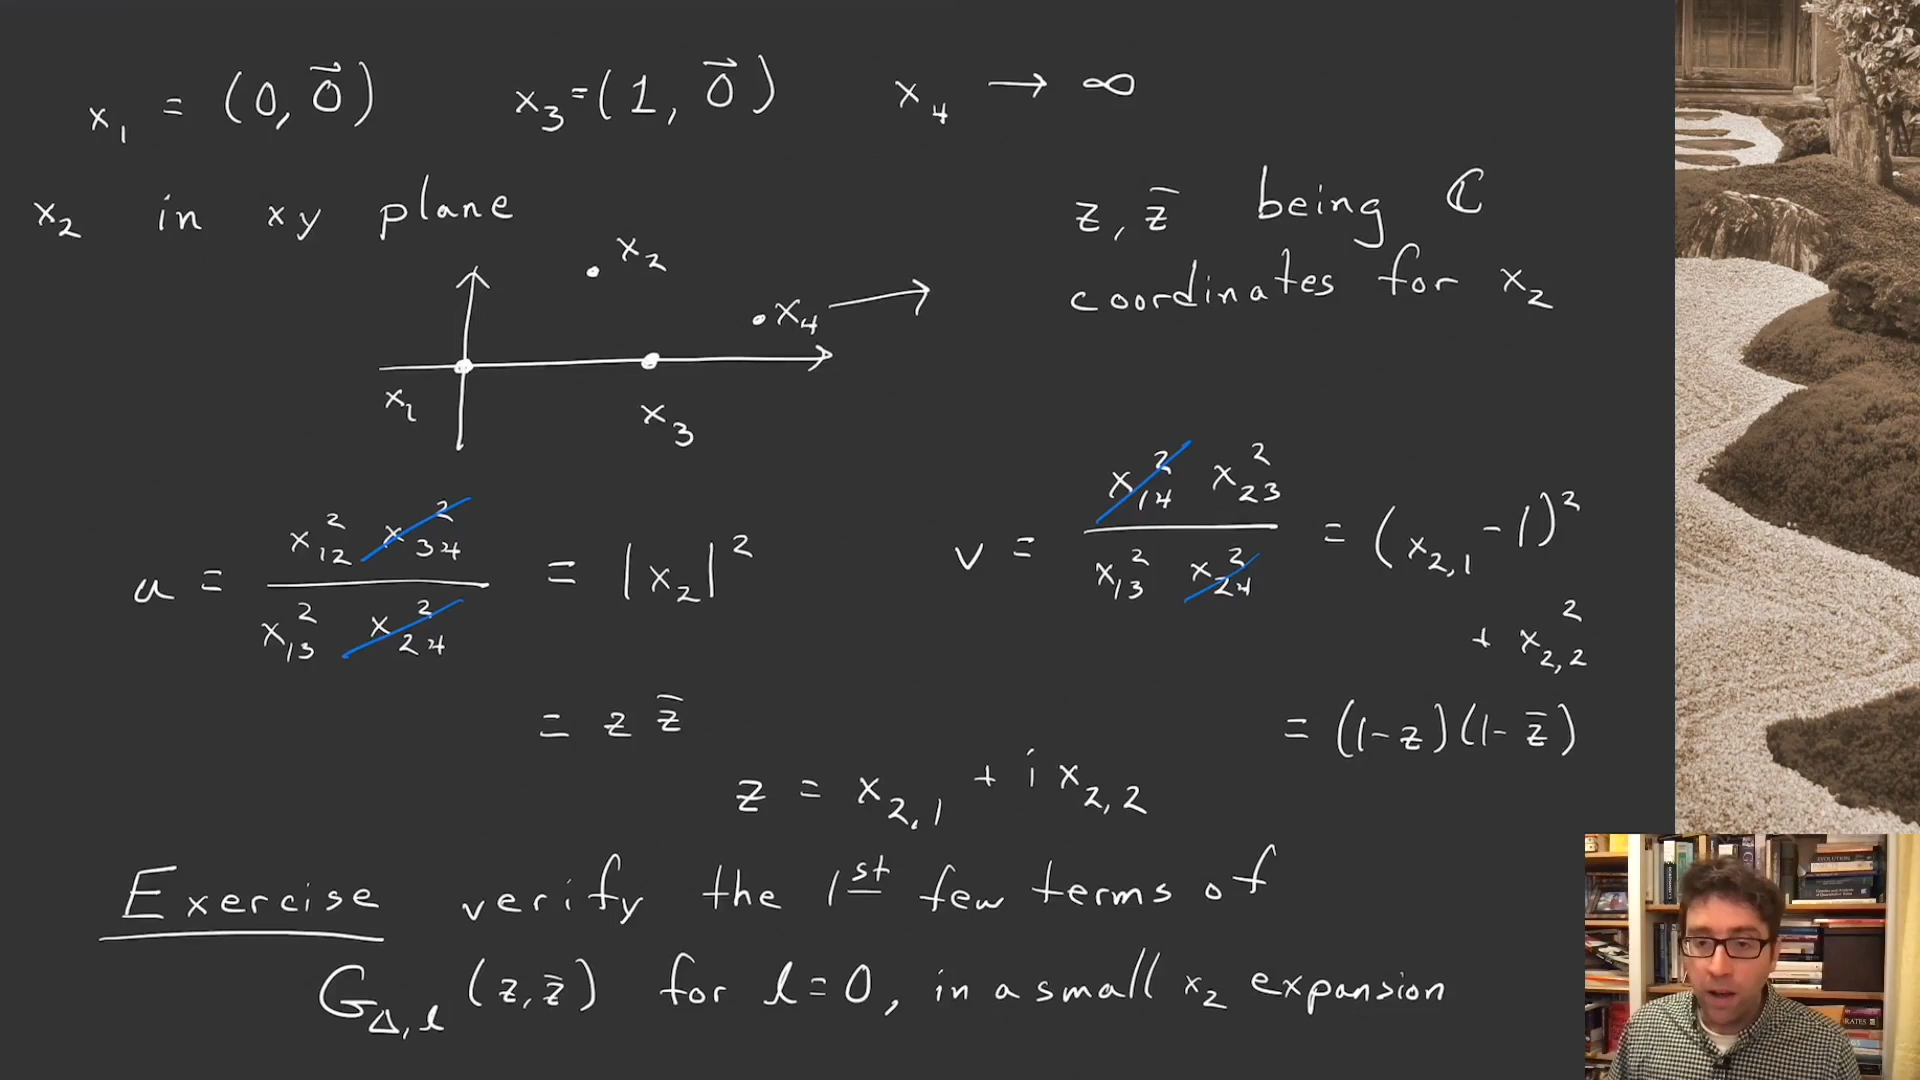 x₁ = (0, 0⃗)    x₃ = (1, 0⃗)    x₄ → ∞
x₂ in xy plane
z, z̄ being ℂ
coordinates for x₂
x₂
x₄
x₁
x₃
u = (x₁₂² x₃₄²) / (x₁₃² x₂₄²) = |x₂|²
= z z̄
v = (x₁₄² x₂₃²) / (x₁₃² x₂₄²) = (x₂,₁ - 1)²
+ x₂,₂²
= (1-z)(1-z̄)
z = x₂,₁ + i x₂,₂
Exercise verify the 1st few terms of
G_Δ,ℓ (z, z̄) for ℓ=0, in a small x₂ expansion
EVOLUTION